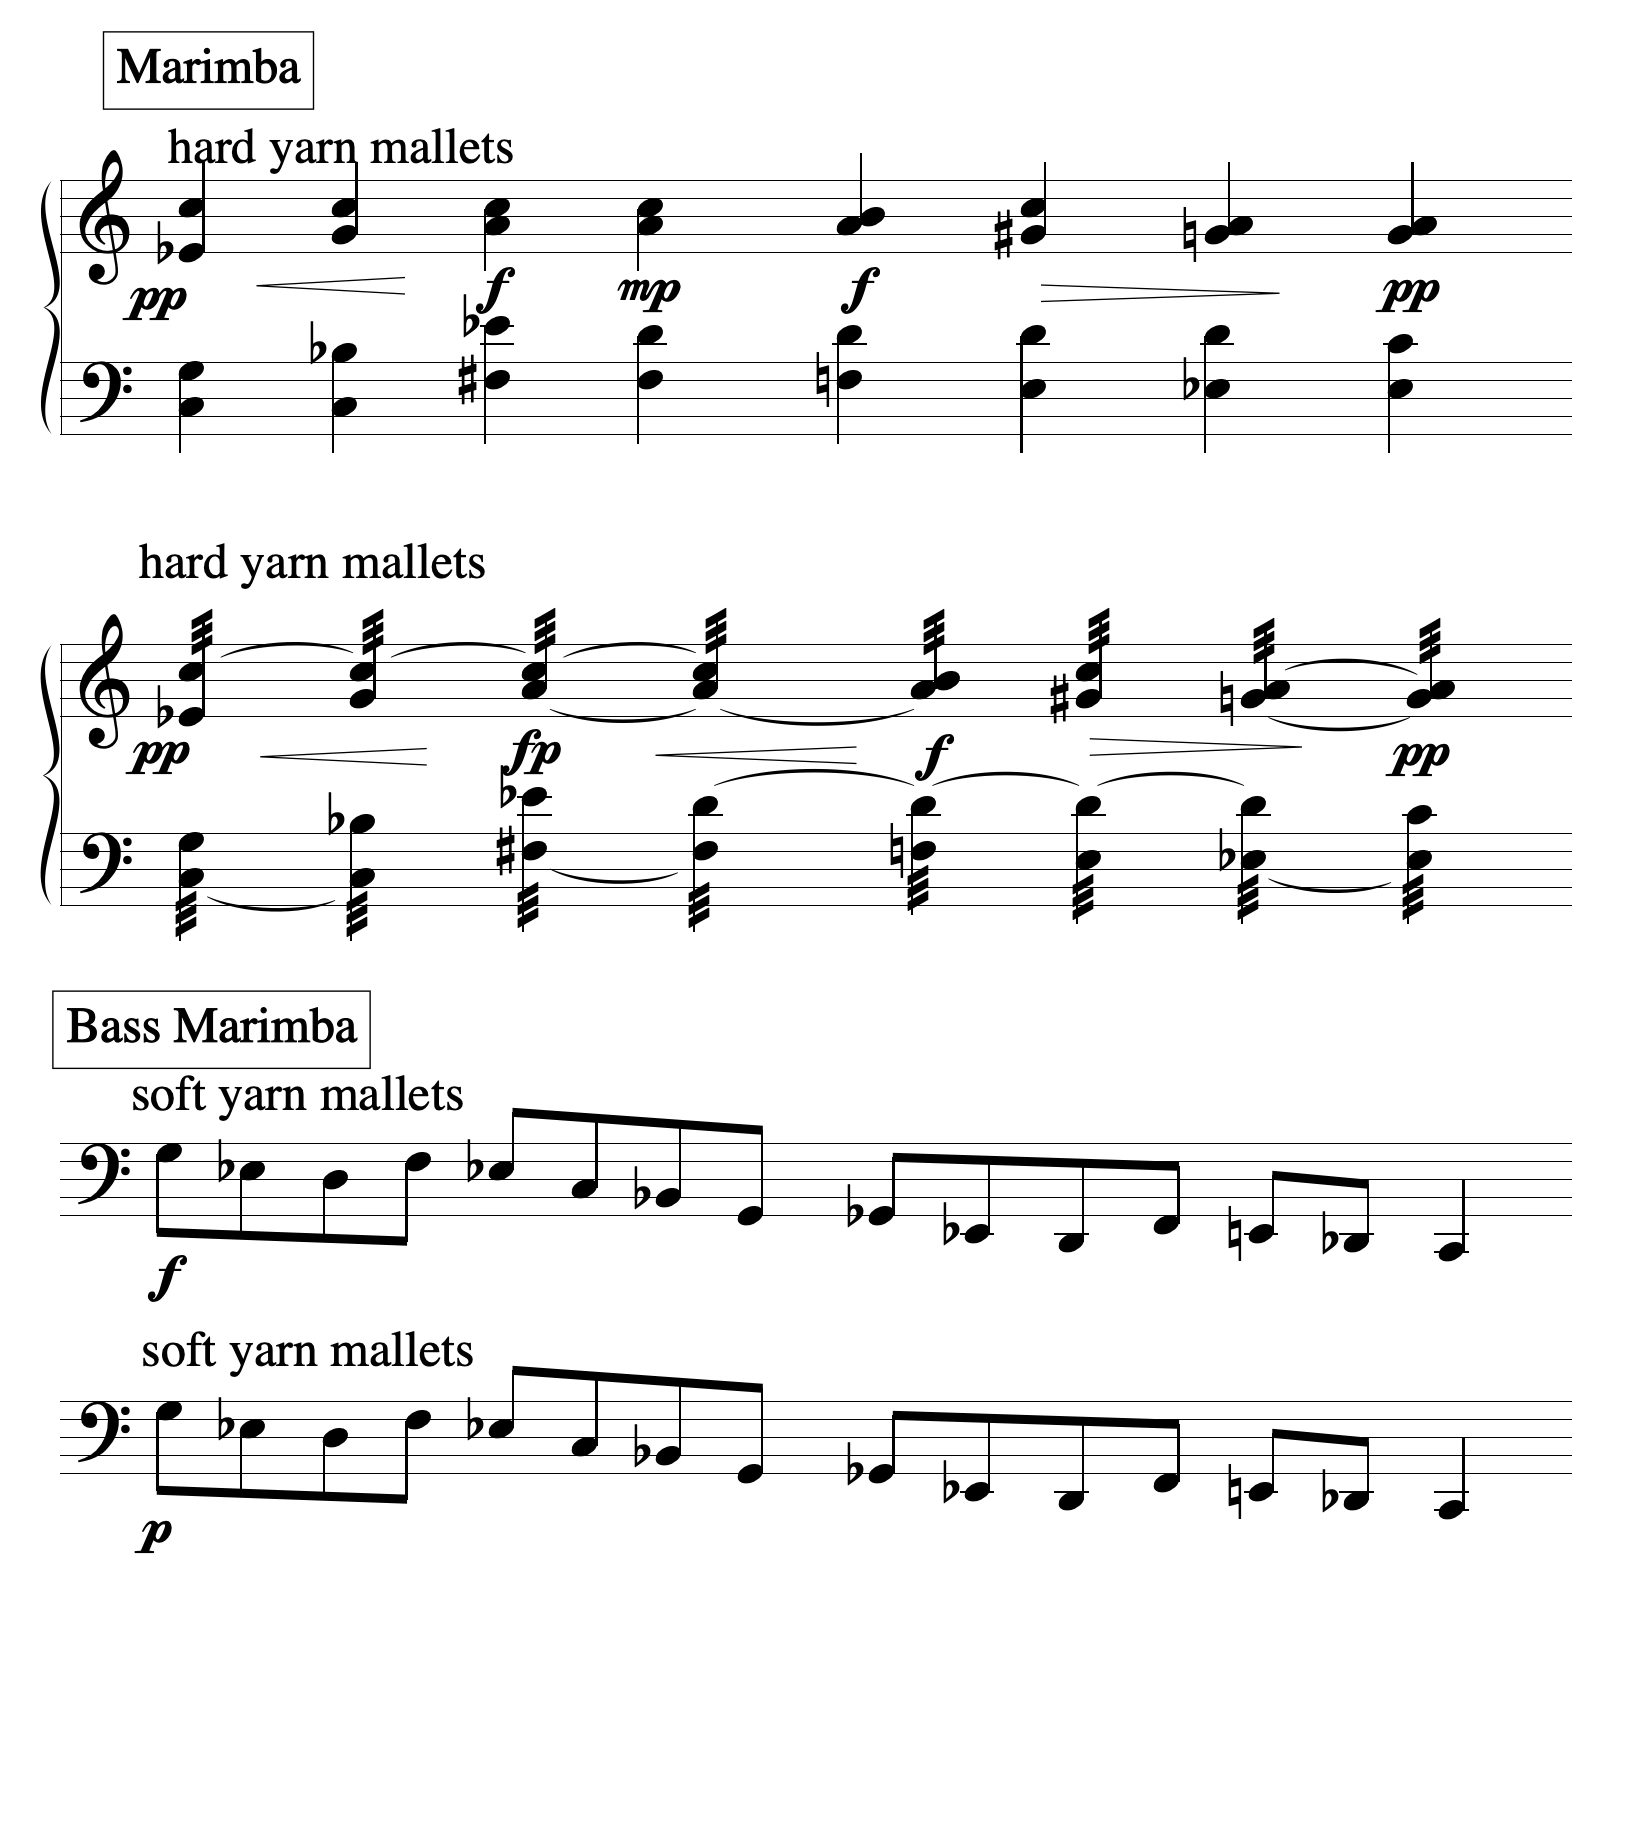 Marimba
hard yarn mallets
pp f mp f pp
hard yarn mallets
pp fp f pp
Bass Marimba
soft yarn mallets
f
soft yarn mallets
p